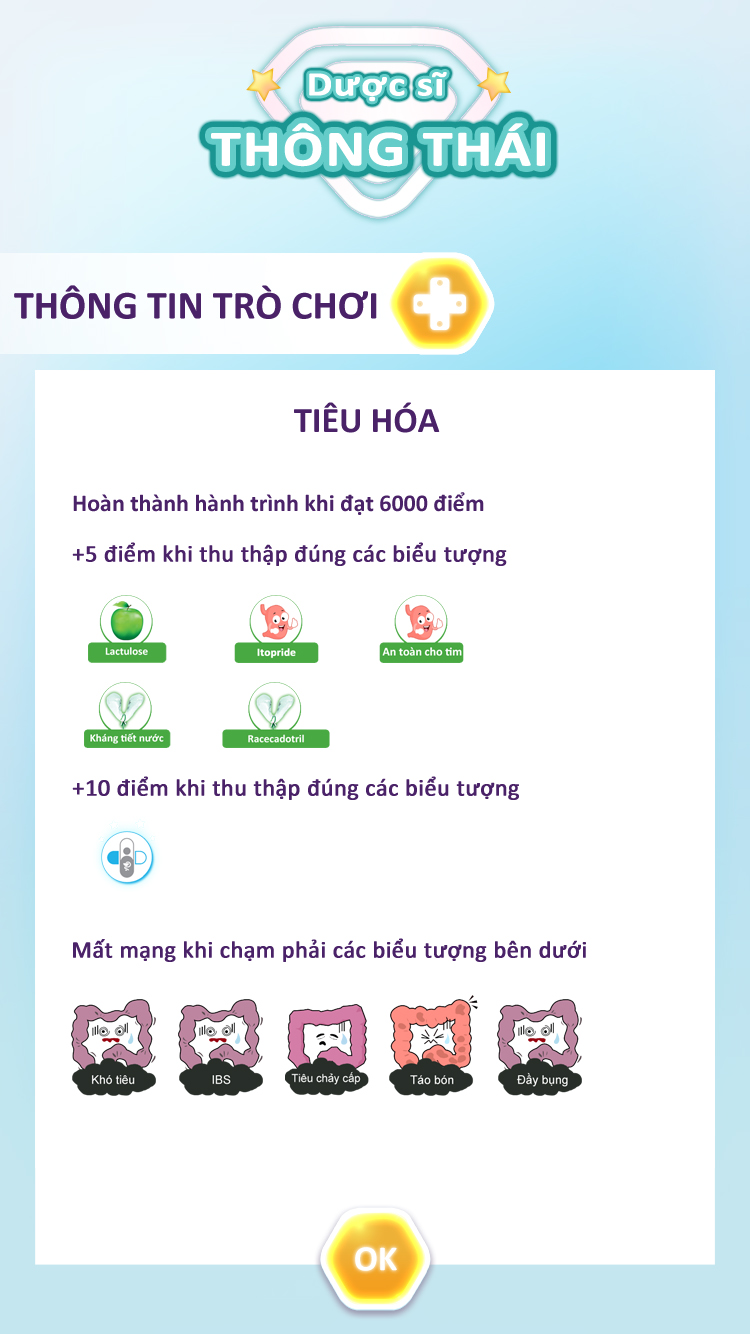 Dược sĩ
THÔNG THÁI
THÔNG TIN TRÒ CHƠI
TIÊU HÓA
Hoàn thành hành trình khi đạt 6000 điểm
+5 điểm khi thu thập đúng các biểu tượng
Lactulose
Itopride
An toàn cho tim
Kháng tiết nước
Racecadotril
+10 điểm khi thu thập đúng các biểu tượng
Mất mạng khi chạm phải các biểu tượng bên dưới
Khó tiêu
IBS
Tiêu chảy cấp
Táo bón
Đầy bụng
OK